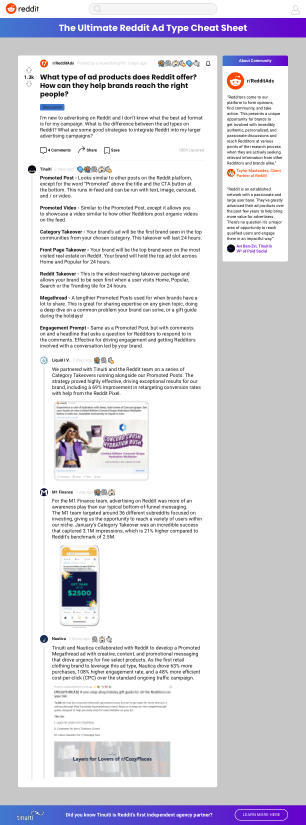 reddit
The Ultimate Reddit Ad Type Cheat Sheet
r/RedditAds
What type of ad products does Reddit offer?
How can they help brands reach the right
people?
1.3k
I'm new to advertising on Reddit and I don't know what the best ad format
is for my campaign. What is the difference between the ad types on
Reddit? What are some good strategies to integrate Reddit into my larger
advertising campaigns?
4 Comments
Share
Save
Tinuiti
Promoted Post - Looks similar to other posts on the Reddit platform,
except for the word "Promoted" above the title and the CTA button at
the bottom. This runs in feed and can be run with text, image, carousel,
and / or video.
Promoted Video - Similar to the Promoted Post, except it allows you
to showcase a video similar to how other Redditors post organic videos
on the feed.
Category Takeover - Your brand's ad will be the first brand seen in the top
communities from your chosen category. This takeover will last 24 hours.
Front Page Takeover - Your brand will be the top brand seen on the most
visited real estate on Reddit. Your brand will hold the top ad slot across
Home and Popular for 24 hours.
Reddit Takeover - This is the widest reaching takeover package and
allows your brand to be seen first when a user visits Home, Popular,
Search or the Trending tile for 24 hours.
Megathread - A lengthier Promoted Posts used for when brands have a
lot to share. This is great for sharing expertise on any given topic, doing
a deep dive on a common problem your brand can solve, or a gift guide
during the holidays!
Engagement Prompt - Same as a Promoted Post, but with comments
on and a headline that asks a question for Redditors to respond to in
the comments. Effective for driving engagement and getting Redditors
involved with a conversation led by your brand.
Liquid I.V.
We partnered with Tinuiti and the Reddit team on a series of
Category Takeovers running alongside our Promoted Posts. The
strategy proved highly effective, driving exceptional results for our
brand, including a 69% improvement in retargeting conversion rates
with help from the Reddit Pixel.
M1 Finance
For the M1 Finance team, advertising on Reddit was more of an
awareness play than our typical bottom of funnel messaging.
The M1 team targeted around 36 different subreddits focused on
investing, giving us the opportunity to reach a variety of users within
our niche. January's Category Takeover was an incredible success
that captured 3.1M impressions, which is 21% higher compared to
Reddit's benchmark of 2.5M.
$2500
Nautica
Tinuiti and Nautica collaborated with Reddit to develop a Promoted
Megathread ad with creative, content, and promotional messaging
that drove urgency for five select products. As the first retail
clothing brand to leverage this ad type, Nautica drove 63% more
purchases, 108% higher engagement rate, and a 48% more efficient
cost-per-click (CPC) over the standard ongoing traffic campaign.
Layers for Lovers of r/CozyPlaces
About Community
r/RedditAds
"Redditors come to our
platform to form opinions,
find community, and take
action. This presents a unique
opportunity for brands to
get involved with incredibly
authentic, personalized, and
passionate discussions and
reach Redditors at various
points of the research process
when they are actively seeking
relevant information from other
Redditors and brands alike."
"Reddit is an established
network with a passionate and
vast user base. They've greatly
advanced their ad products over
the past few years to help bring
more value for advertisers.
There's no question it's a major
area of opportunity to reach
qualified users and engage
them in an impactful way"
VP of Paid Social
tinuiti
Did you know Tinuiti is Reddit's first independent agency partner?
LEARN MORE HERE